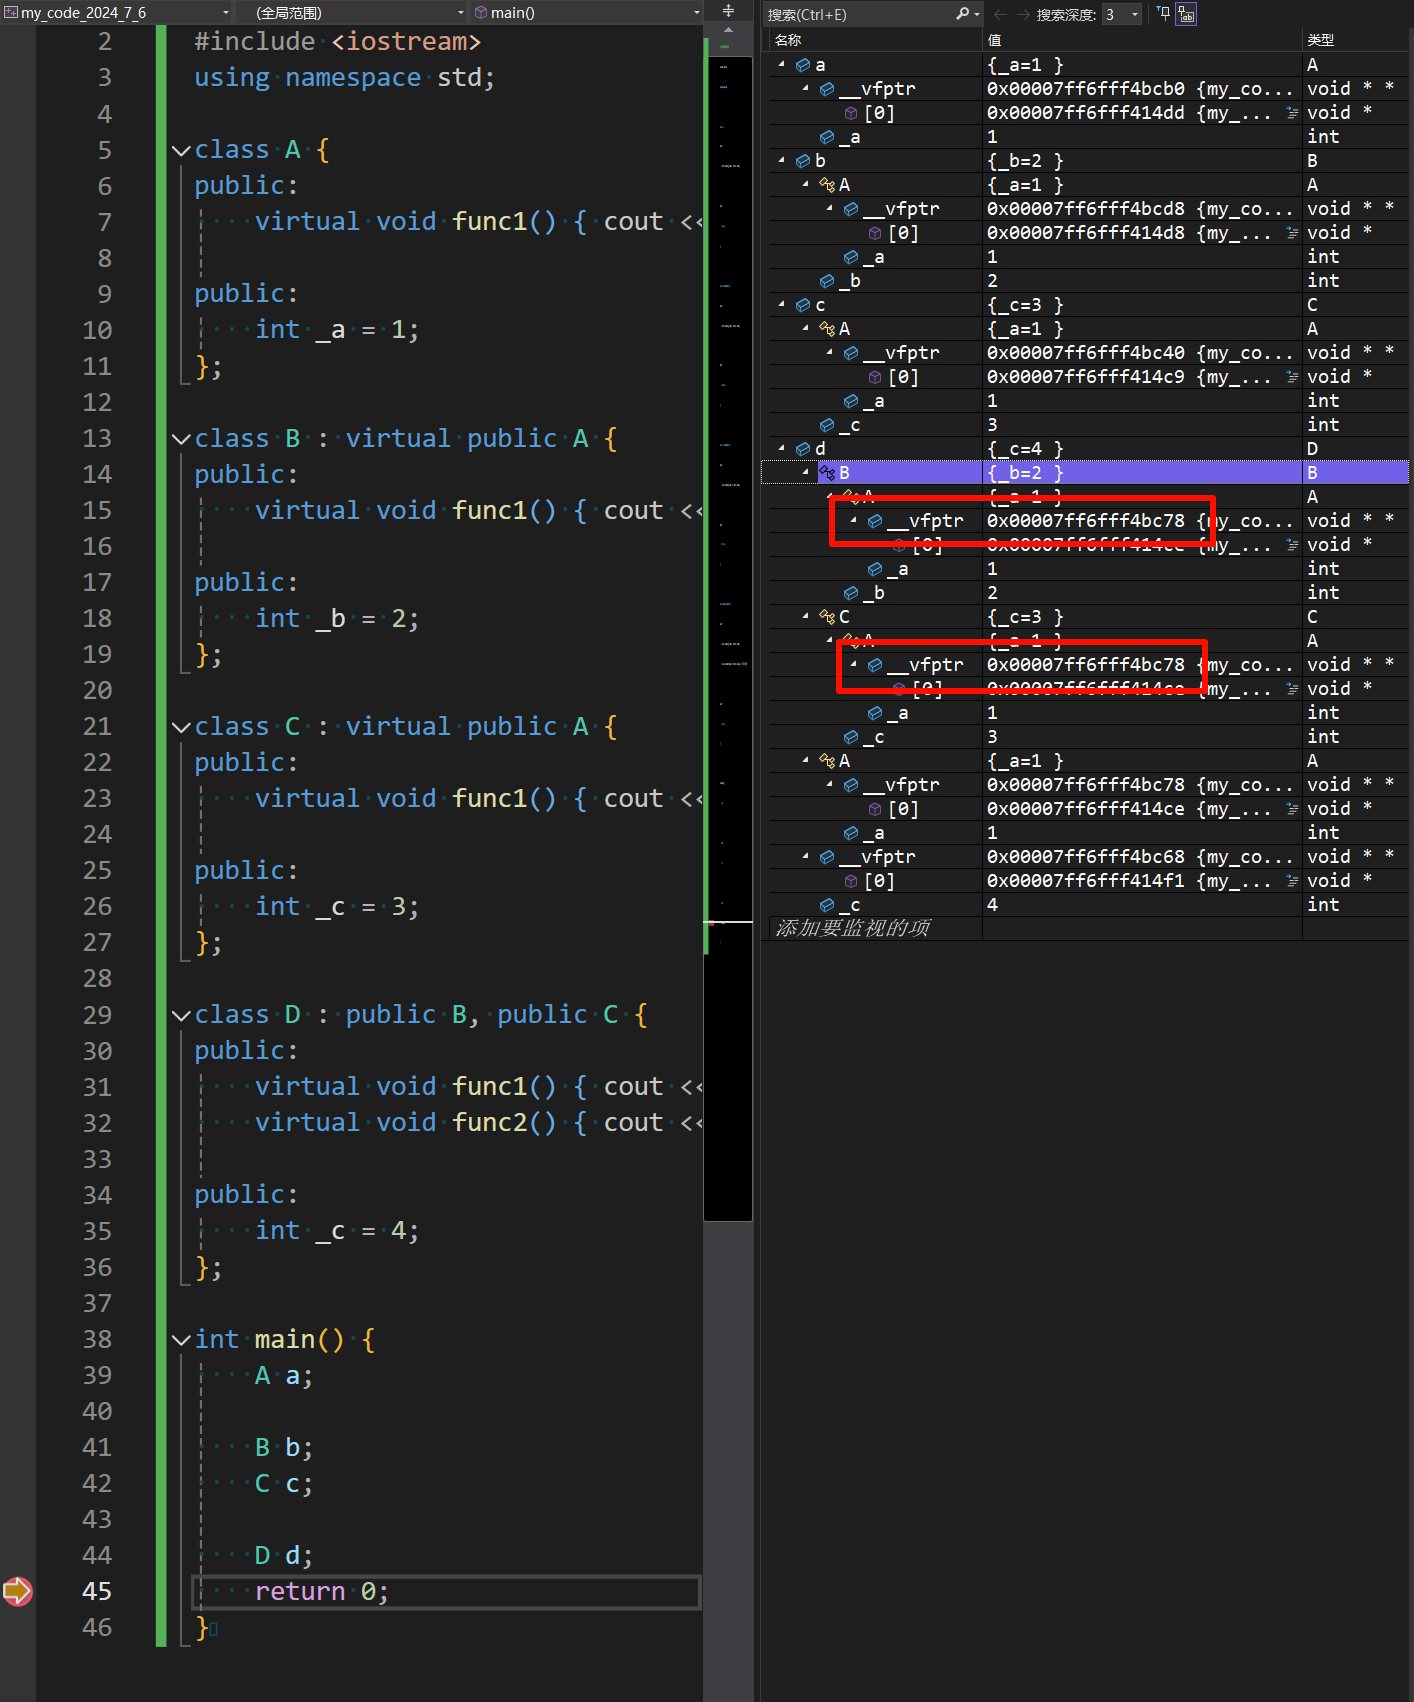 my_code_2024_7_6 (全局范围) main()
2 #include <iostream>
3 using namespace std;
4
5 class A {
6 public:
7 virtual void func1() { cout <<
8
9 public:
10 int _a = 1;
11 };
12
13 class B : virtual public A {
14 public:
15 virtual void func1() { cout <<
16
17 public:
18 int _b = 2;
19 };
20
21 class C : virtual public A {
22 public:
23 virtual void func1() { cout <<
24
25 public:
26 int _c = 3;
27 };
28
29 class D : public B, public C {
30 public:
31 virtual void func1() { cout <<
32 virtual void func2() { cout <<
33
34 public:
35 int _c = 4;
36 };
37
38 int main() {
39 A a;
40
41 B b;
42 C c;
43
44 D d;
45 return 0;
46 }
搜索(Ctrl+E) 搜索深度: 3
名称 值 类型
a {_a=1 } A
__vfptr 0x00007ff6fff4bcb0 {my_co... void * *
[0] 0x00007ff6fff414dd {my_... void *
_a 1 int
b {_b=2 } B
A {_a=1 } A
__vfptr 0x00007ff6fff4bcd8 {my_co... void * *
[0] 0x00007ff6fff414d8 {my_... void *
_a 1 int
_b 2 int
c {_c=3 } C
A {_a=1 } A
__vfptr 0x00007ff6fff4bc40 {my_co... void * *
[0] 0x00007ff6fff414c9 {my_... void *
_a 1 int
_c 3 int
d {_c=4 } D
B {_b=2 } B
A {_a=1 } A
__vfptr 0x00007ff6fff4bc78 {my_co... void * *
[0] 0x00007ff6fff414ce {my_... void *
_a 1 int
_b 2 int
C {_c=3 } C
A {_a=1 } A
__vfptr 0x00007ff6fff4bc78 {my_co... void * *
[0] 0x00007ff6fff414ce {my_... void *
_a 1 int
_c 3 int
A {_a=1 } A
__vfptr 0x00007ff6fff4bc78 {my_co... void * *
[0] 0x00007ff6fff414ce {my_... void *
_a 1 int
__vfptr 0x00007ff6fff4bc68 {my_co... void * *
[0] 0x00007ff6fff414f1 {my_... void *
_c 4 int
添加要监视的项